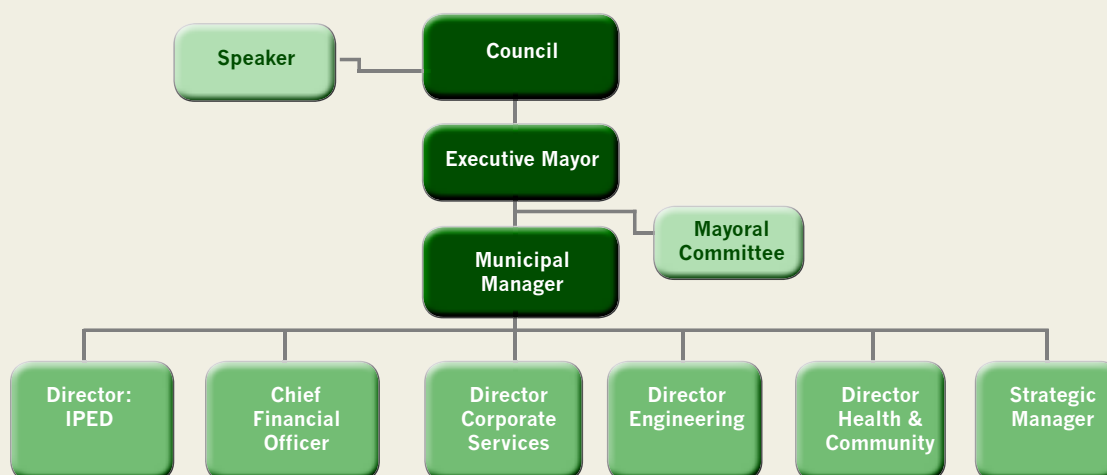 Speaker
Council
Executive Mayor
Mayoral
Committee
Municipal
Manager
Director:
IPED
Chief
Financial
Officer
Director
Corporate
Services
Director
Engineering
Director
Health &
Community
Strategic
Manager